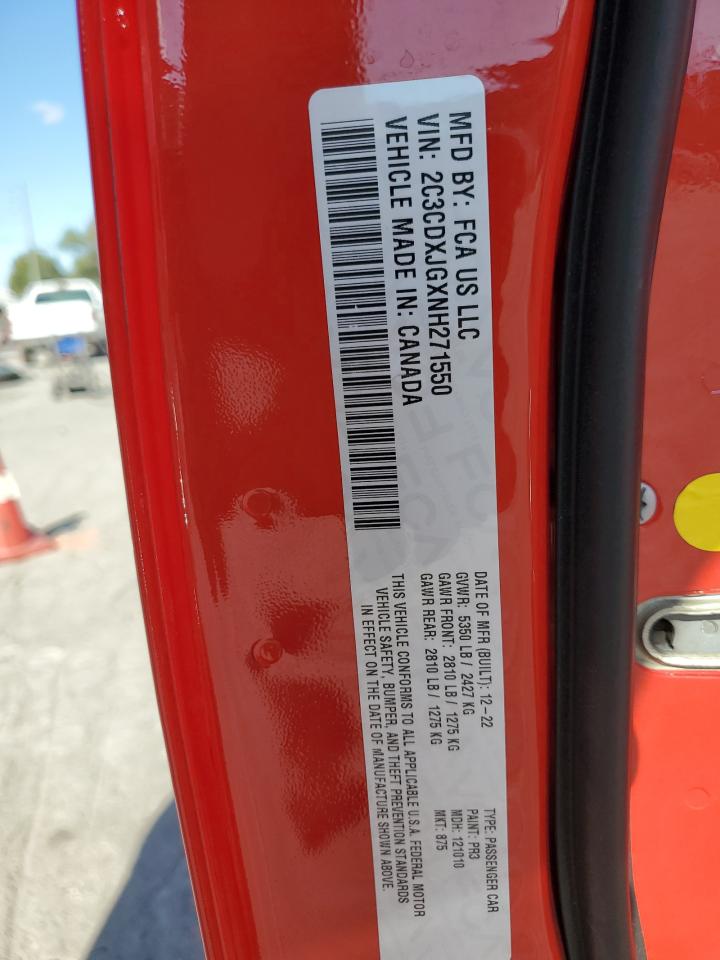 MFD BY: FCA US LLC
VIN: 2C3CDXJGXNH271550
VEHICLE MADE IN: CANADA
DATE OF MFR (BUILT): 12-22
GVWR: 5350 LB / 2427 KG
GAWR FRONT: 2810 LB / 1275 KG
GAWR REAR: 2810 LB / 1275 KG
THIS VEHICLE CONFORMS TO ALL APPLICABLE U.S.A. FEDERAL MOTOR
VEHICLE SAFETY, BUMPER, AND THEFT PREVENTION STANDARDS
IN EFFECT ON THE DATE OF MANUFACTURE SHOWN ABOVE.
TYPE: PASSENGER CAR
PAINT: PR3
MDH: 121010
MKT: 875